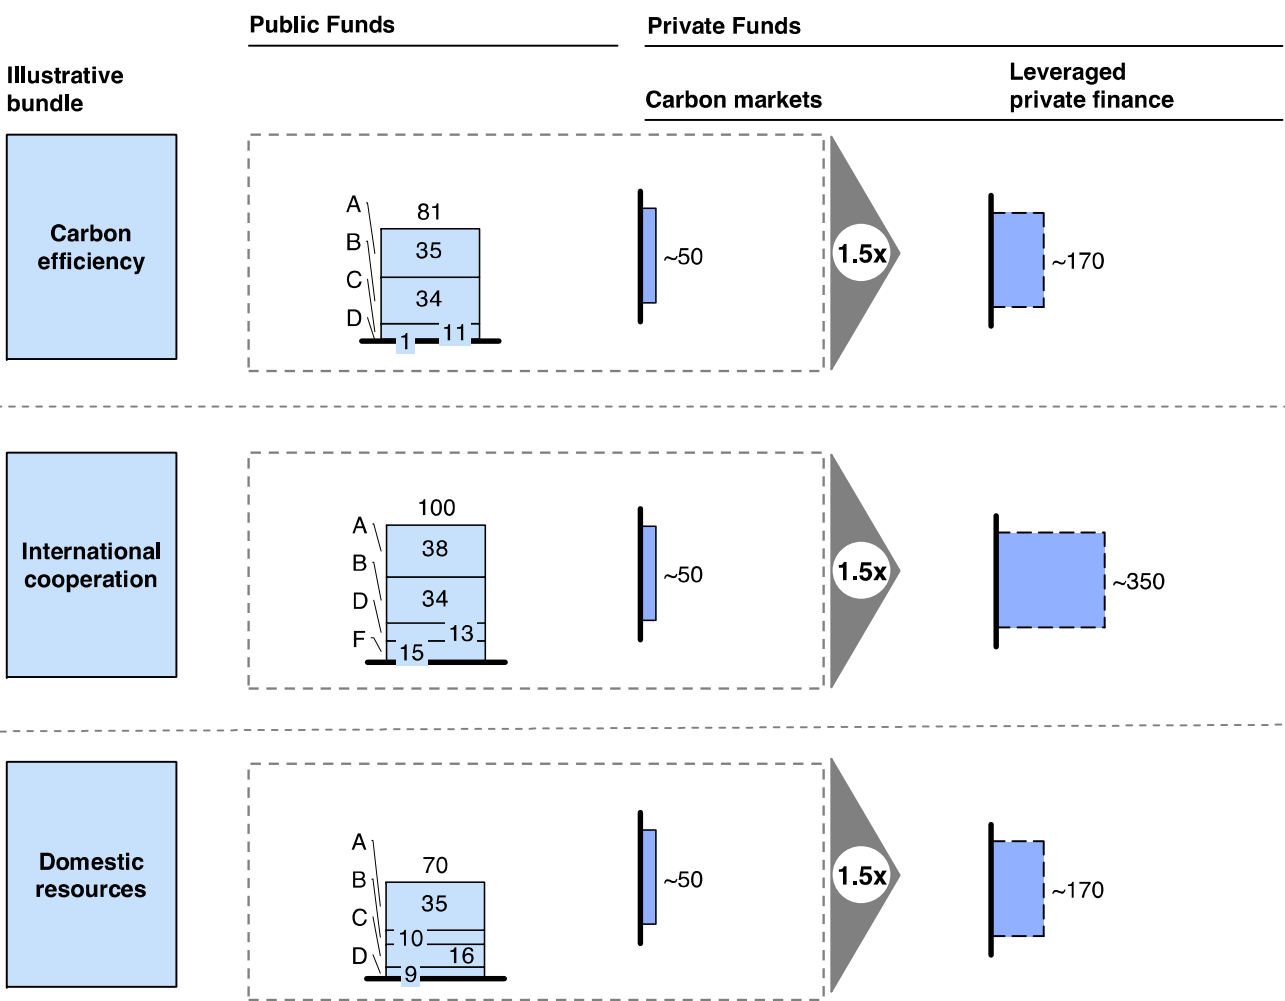 Public Funds
Private Funds
Illustrative
bundle
Carbon markets
Leveraged
private finance
Carbon
efficiency
A
B
C
D
81
35
34
11
1
~50
1.5x
~170
International
cooperation
A
B
D
F
100
38
34
13
15
~50
1.5x
~350
Domestic
resources
A
B
C
D
70
35
10
16
9
~50
1.5x
~170